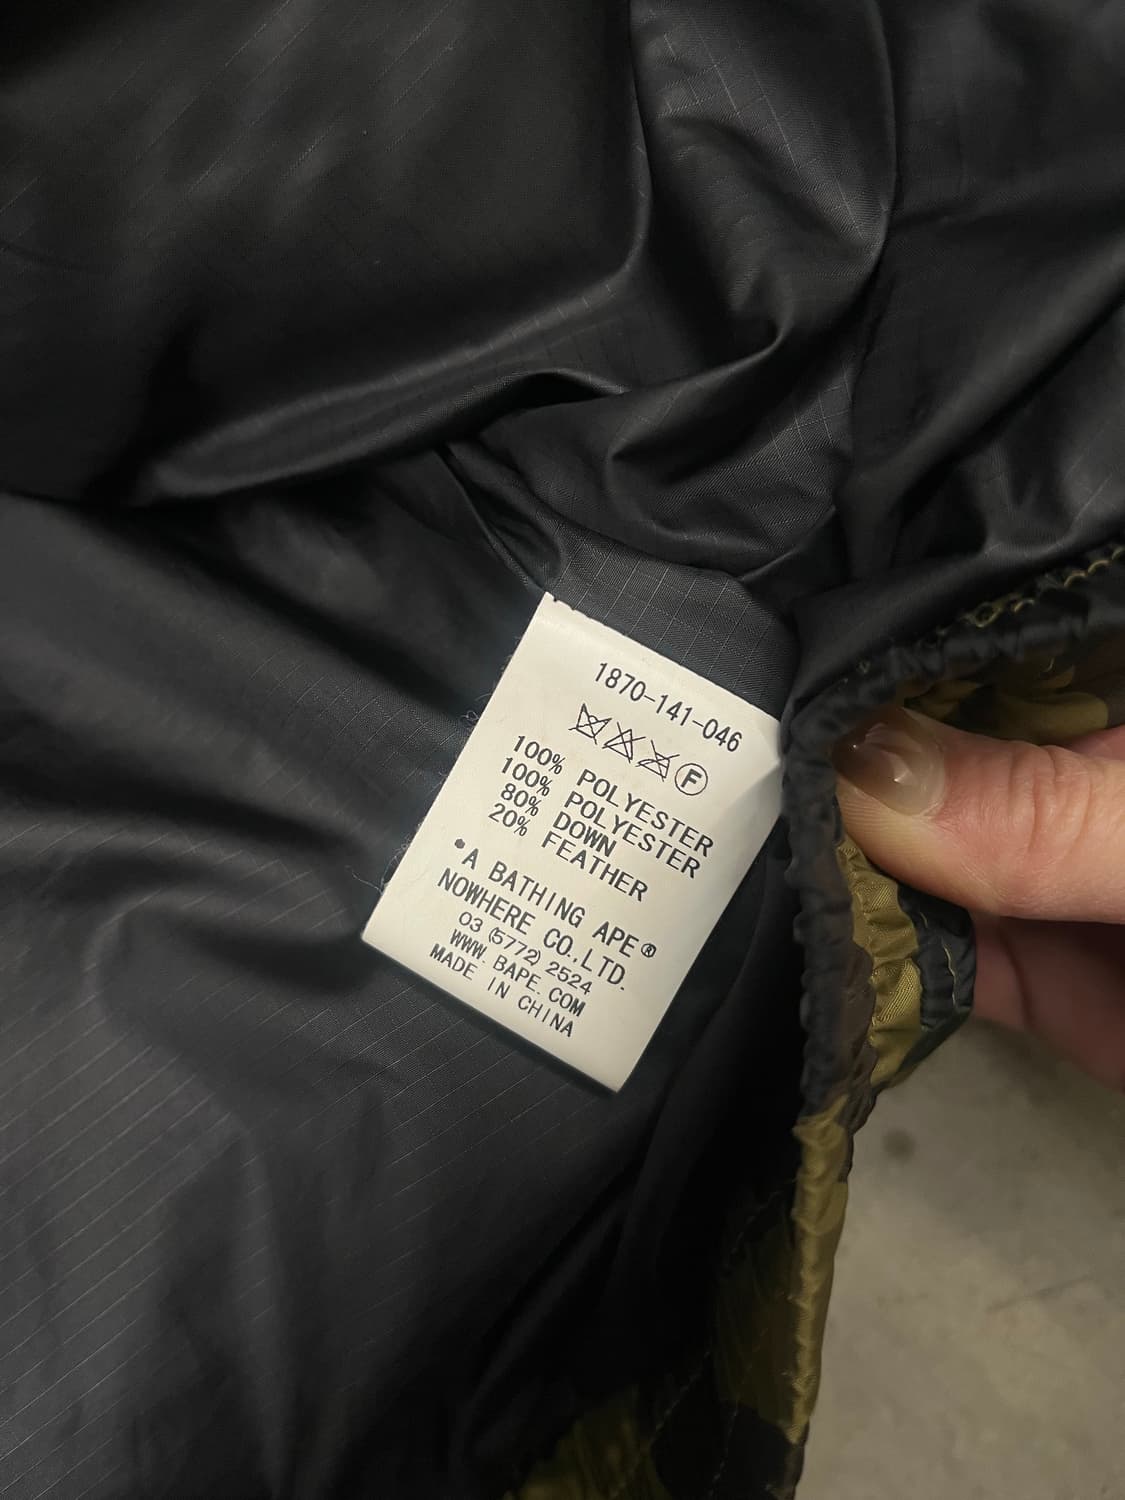 1870-141-046
F
100% POLYESTER
100% POLYESTER
80% DOWN
20% FEATHER
•A BATHING APE®
NOWHERE CO.,LTD.
03 (5772) 2524
WWW. BAPE. COM
MADE IN CHINA